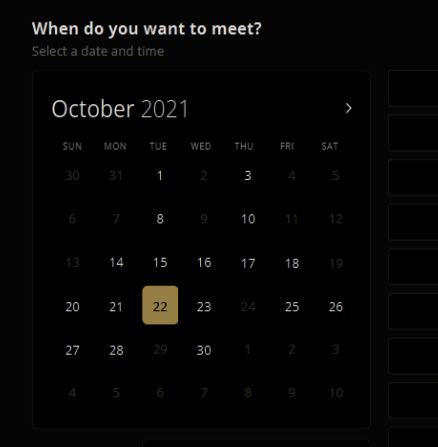 When do you want to meet?
Select a date and time
October 2021
SUN MON TUE WED THU FRI SAT
30 31 1 2 3 4 5
6 7 8 9 10 11 12
13 14 15 16 17 18 19
20 21 22 23 24 25 26
27 28 29 30 1 2 3
4 5 6 7 8 9 10